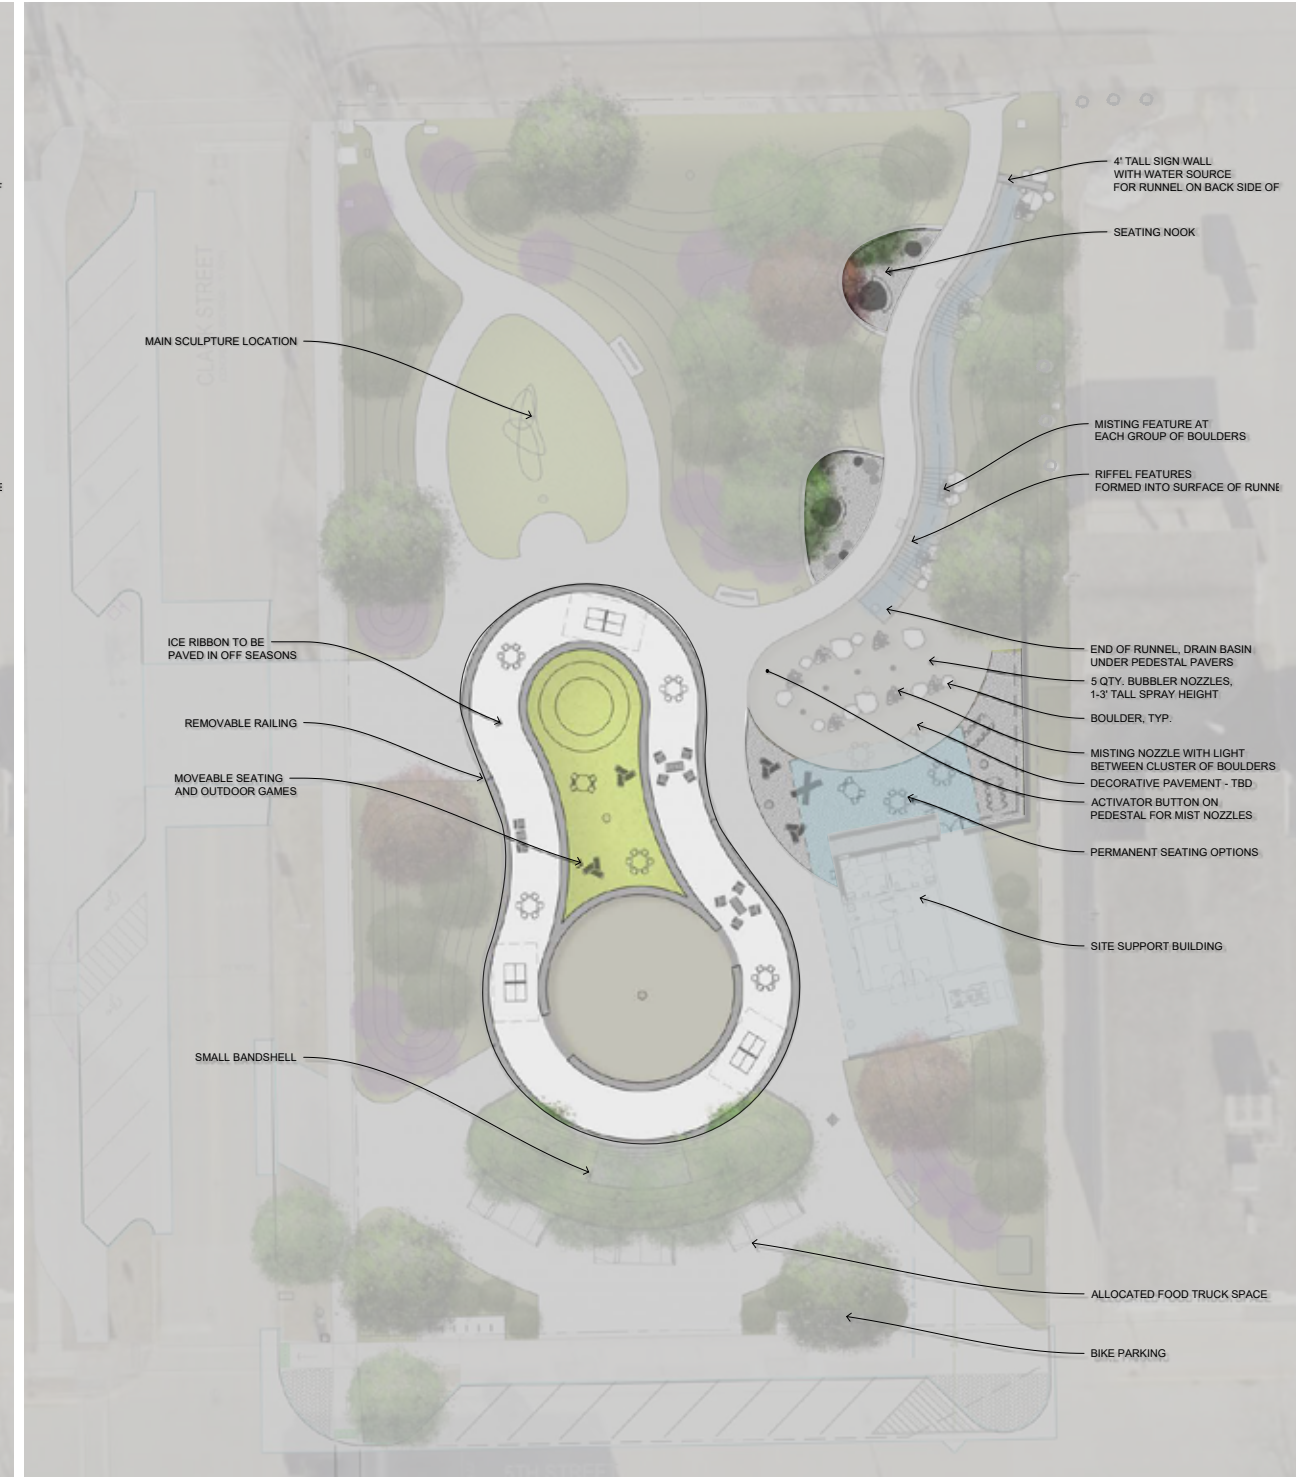 4' TALL SIGN WALL
WITH WATER SOURCE
FOR RUNNEL ON BACK SIDE OF
SEATING NOOK
CLARK STREET
MAIN SCULPTURE LOCATION
MISTING FEATURE AT
EACH GROUP OF BOULDERS
RIFFEL FEATURES
FORMED INTO SURFACE OF RUNNE
ICE RIBBON TO BE
PAVED IN OFF SEASONS
END OF RUNNEL, DRAIN BASIN
UNDER PEDESTAL PAVERS
5 QTY. BUBBLER NOZZLES,
1-3' TALL SPRAY HEIGHT
REMOVABLE RAILING
BOULDER, TYP.
MISTING NOZZLE WITH LIGHT
BETWEEN CLUSTER OF BOULDERS
MOVEABLE SEATING
AND OUTDOOR GAMES
DECORATIVE PAVEMENT - TBD
ACTIVATOR BUTTON ON
PEDESTAL FOR MIST NOZZLES
PERMANENT SEATING OPTIONS
SITE SUPPORT BUILDING
SMALL BANDSHELL
ALLOCATED FOOD TRUCK SPACE
BIKE PARKING
5TH STREET